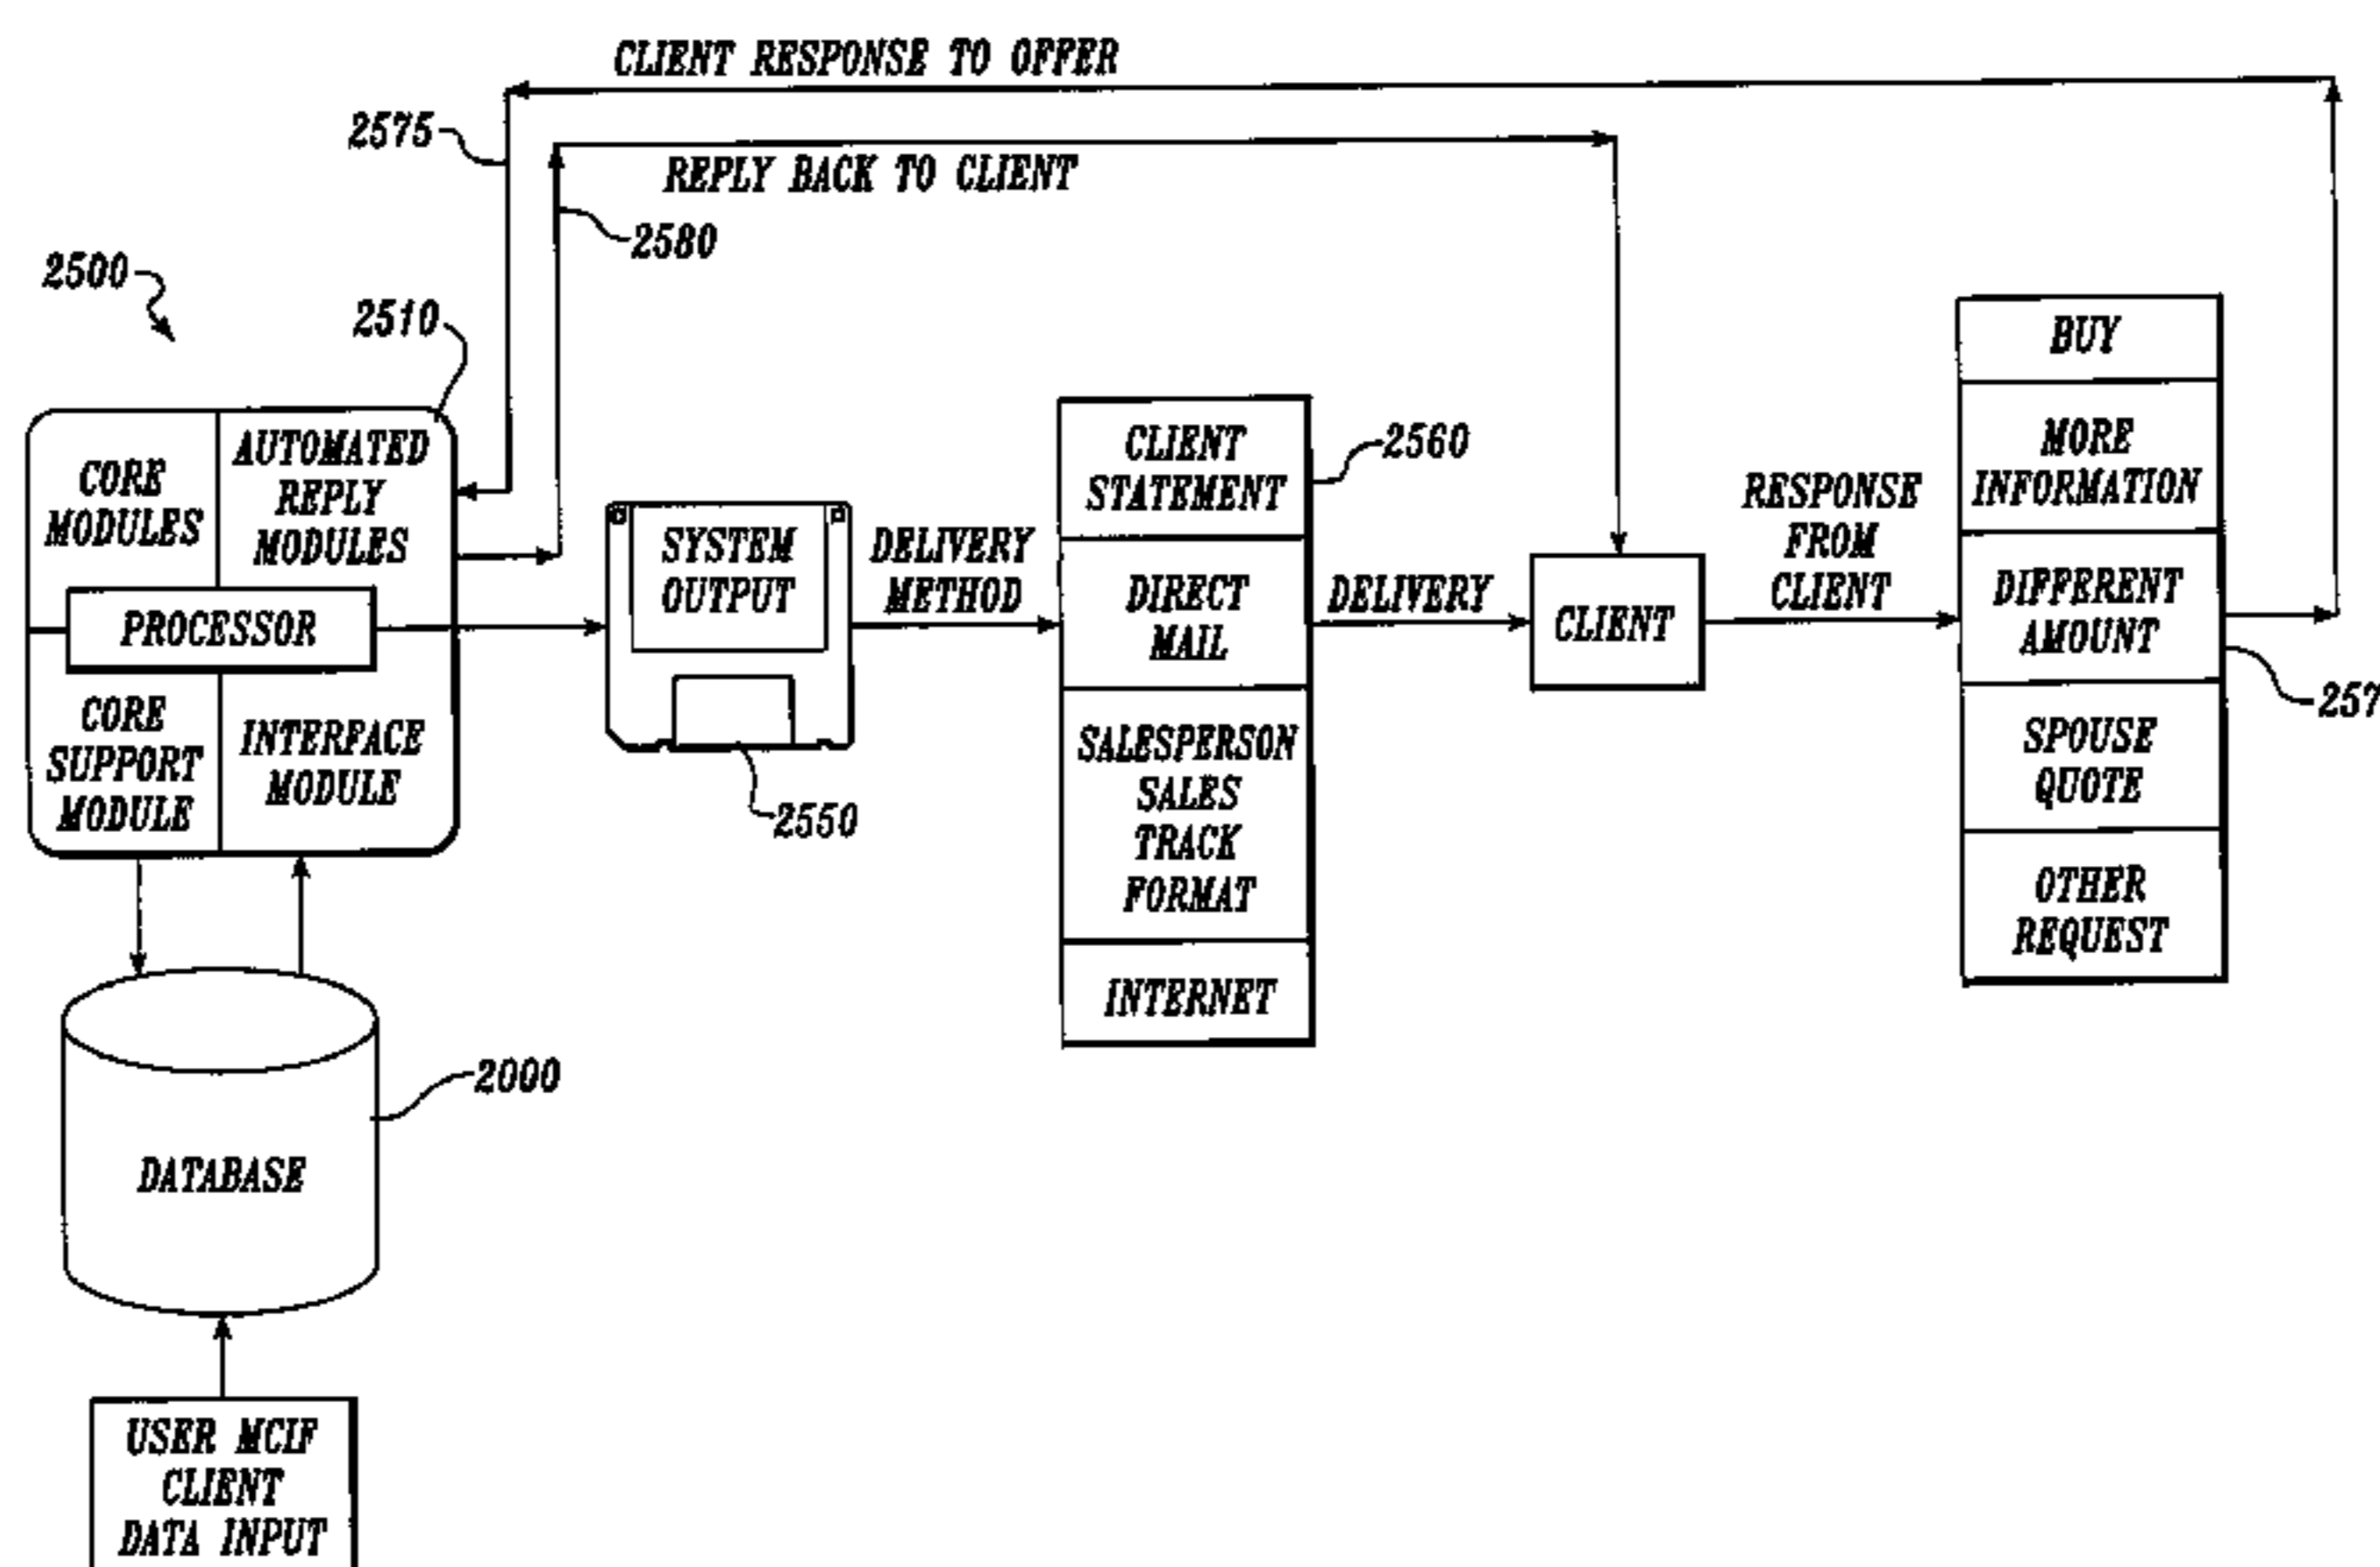 CLIENT RESPONSE TO OFFER
2575
REPLY BACK TO CLIENT
2580
2500
2510
CORE
MODULES
AUTOMATED
REPLY
MODULES
PROCESSOR
CORE
SUPPORT
MODULE
INTERFACE
MODULE
SYSTEM
OUTPUT
2550
DELIVERY
METHOD
CLIENT
STATEMENT
2560
DIRECT
MAIL
SALESPERSON
SALES
TRACK
FORMAT
INTERNET
DELIVERY
CLIENT
RESPONSE
FROM
CLIENT
BUY
MORE
INFORMATION
DIFFERENT
AMOUNT
257
SPOUSE
QUOTE
OTHER
REQUEST
2000
DATABASE
USER MCIF
CLIENT
DATA INPUT